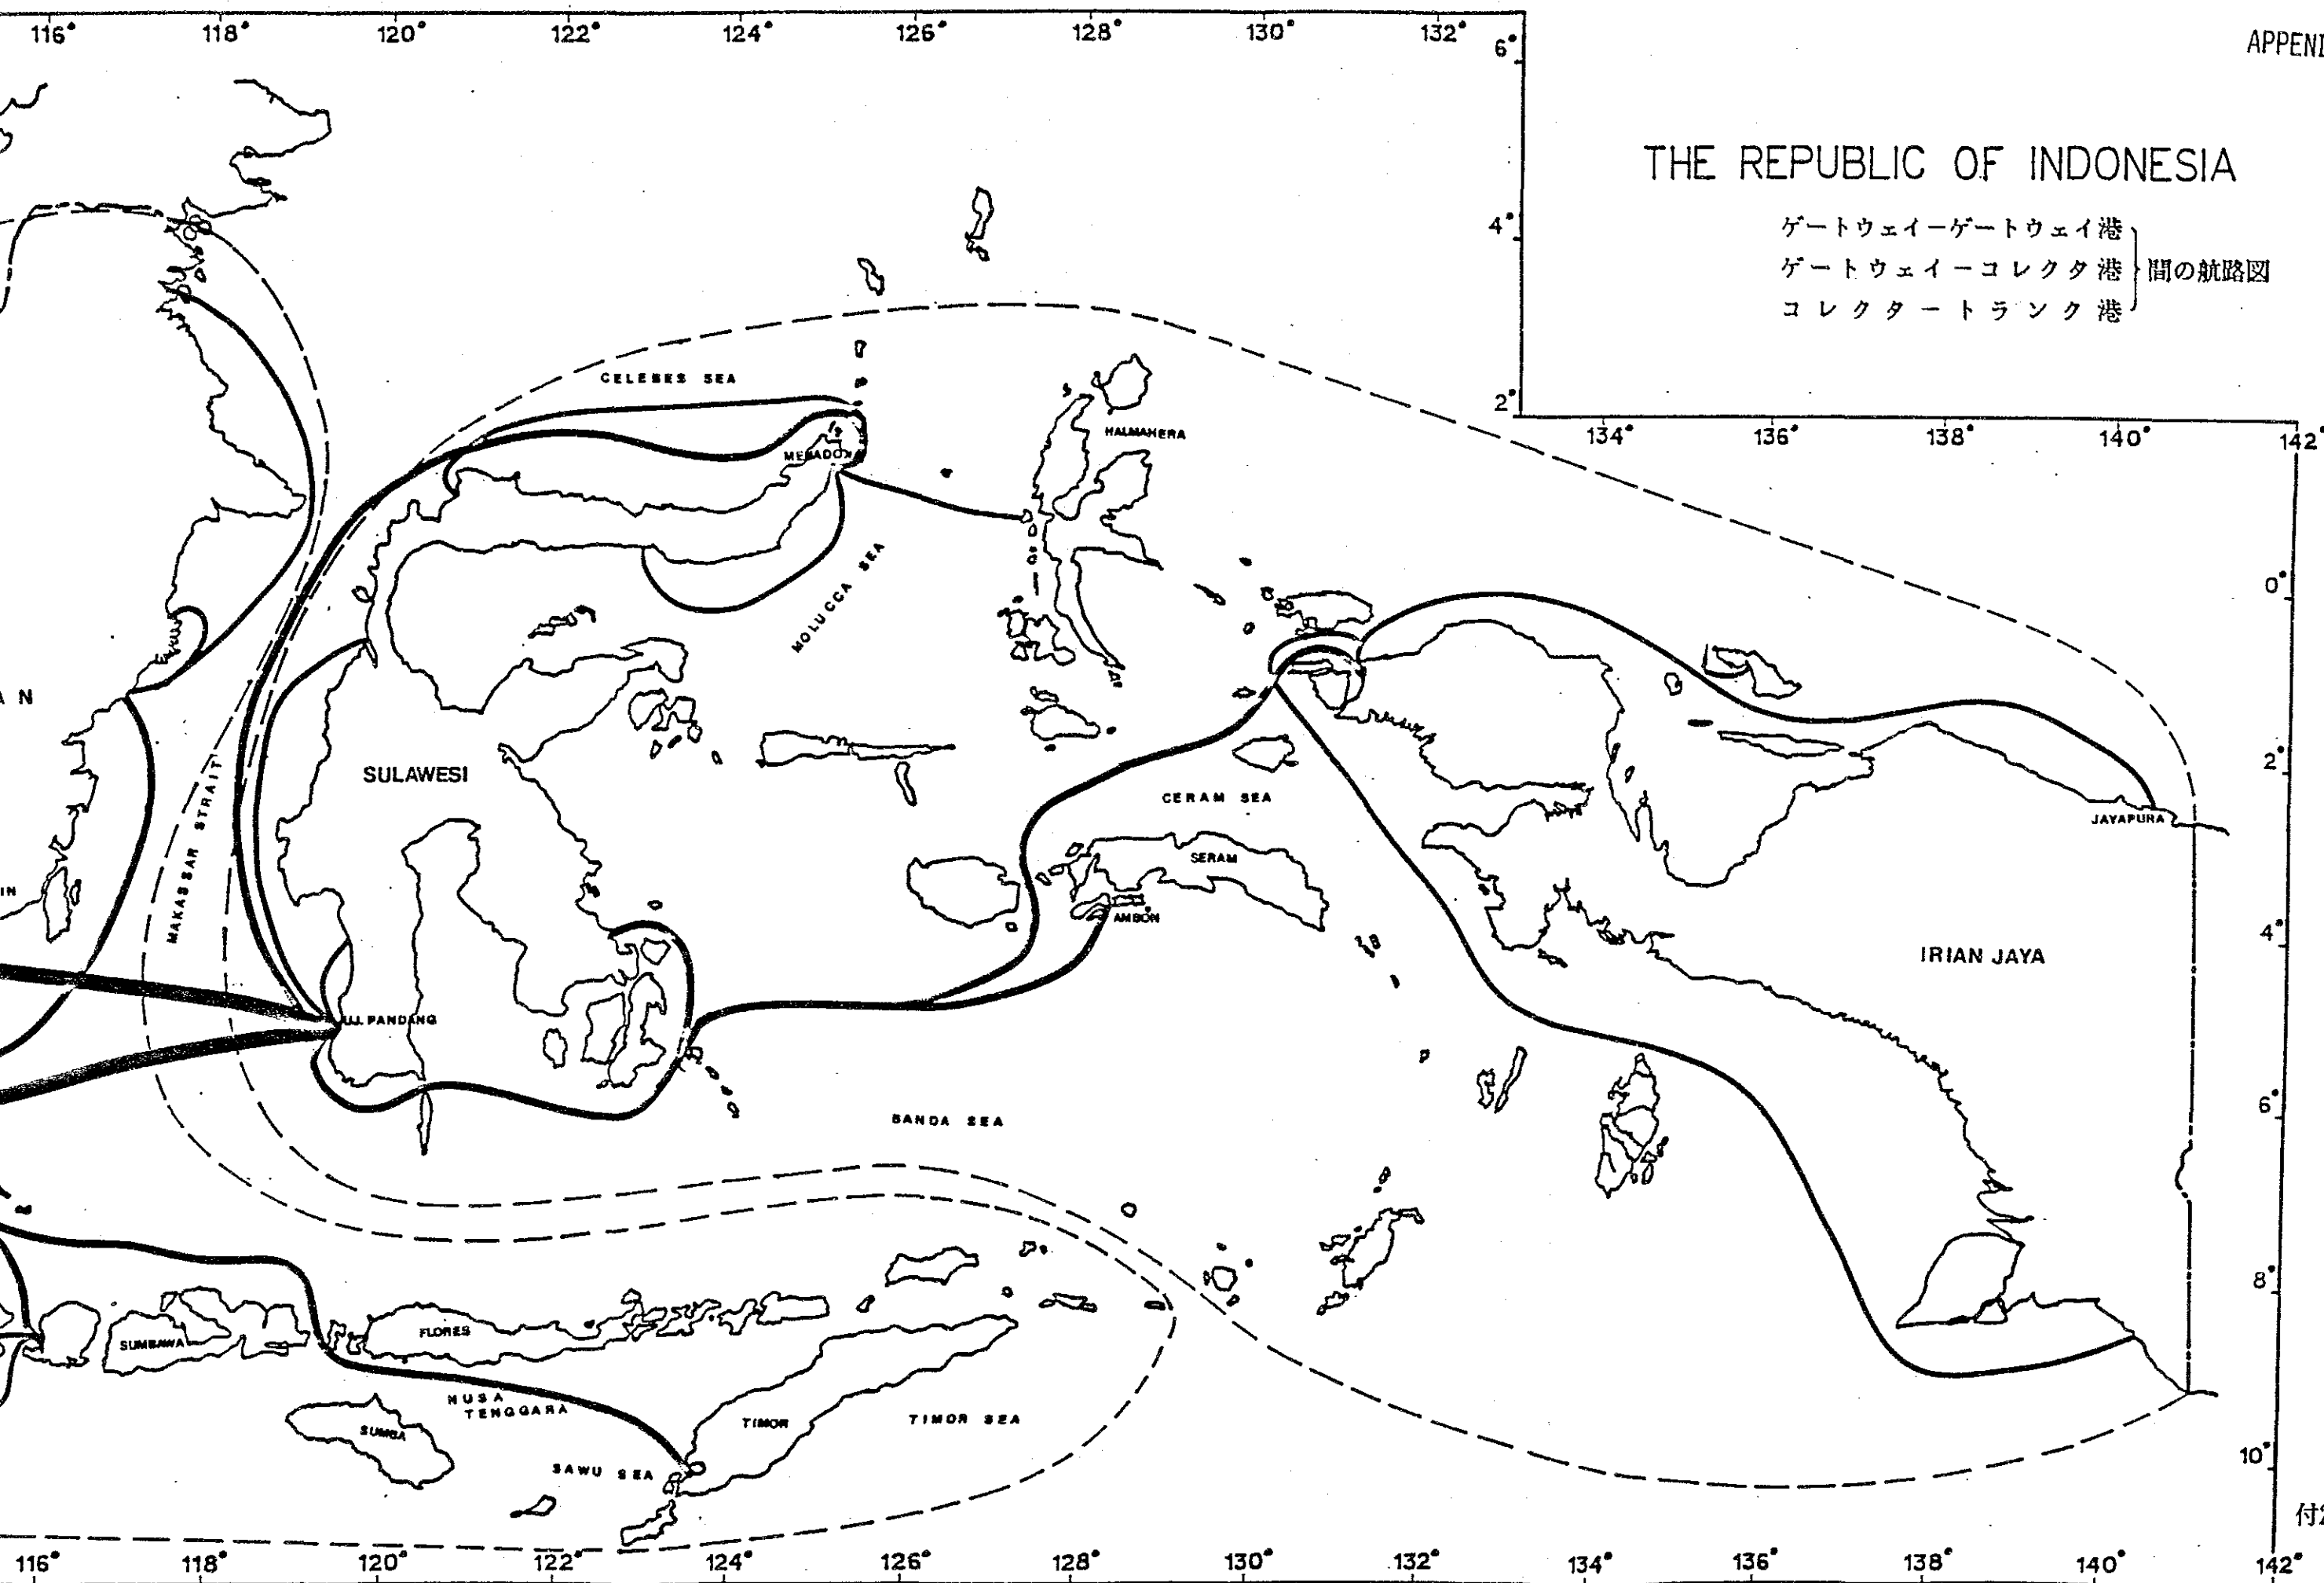 116° 118° 120° 122° 124° 126° 128° 130° 132°
6°
APPENI
THE REPUBLIC OF INDONESIA
ゲートウェイーゲートウェイ港
ゲートウェイーコレクタ港
コレクタートランク港
間の航路図
4°
2°
134° 136° 138° 140° 142°
CELEBES SEA
HALMAHERA
MENADO
MOLUCCA SEA
0°
A N
SULAWESI
MAKASSAR STRAIT
CERAM SEA
2°
JAYAPURA
SERAM
IN
AMBON
4°
IRIAN JAYA
UJ. PANDANG
BANDA SEA
6°
8°
SUMBAWA
FLORES
NUSA
TENGGARA
SUMBA
TIMOR
TIMOR SEA
SAWU SEA
10°
付
116° 118° 120° 122° 124° 126° 128° 130° 132° 134° 136° 138° 140° 142°